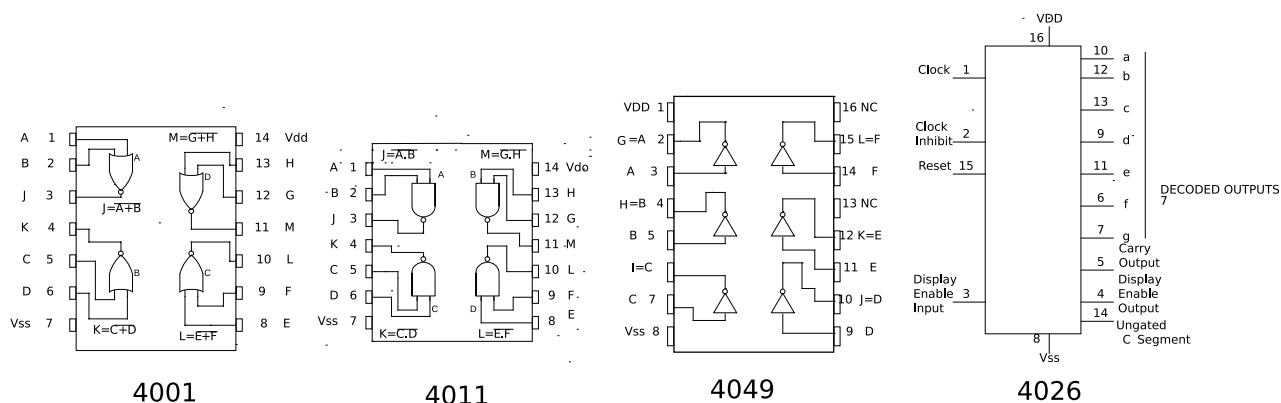 A 1
B 2
J 3
K 4
C 5
D 6
Vss 7
M=G+H
J=A+B
K=C+D
L=E+F
A
D
B
C
14 Vdd
13 H
12 G
11 M
10 L
9 F
8 E
4001
J=A.B
M=G.H
A 1
B 2
J 3
K 4
C 5
D 6
Vss 7
A
B
C
D
K=C.D
L=E.F
14 Vdd
13 H
12 G
11 M
10 L
9 F
8 E
4011
VDD 1
G=A 2
A 3
H=B 4
B 5
I=C
C 7
Vss 8
16 NC
15 L=F
14 F
13 NC
12 K=E
11 E
10 J=D
9 D
4049
VDD
16
Clock 1
Clock
Inhibit 2
Reset 15
Display
Enable 3
Input
10 a
12 b
13 c
9 d
11 e
6 f
7 g
DECODED OUTPUTS
7
Carry
5 Output
Display
4 Enable
Output
14 Ungated
C Segment
8
Vss
4026